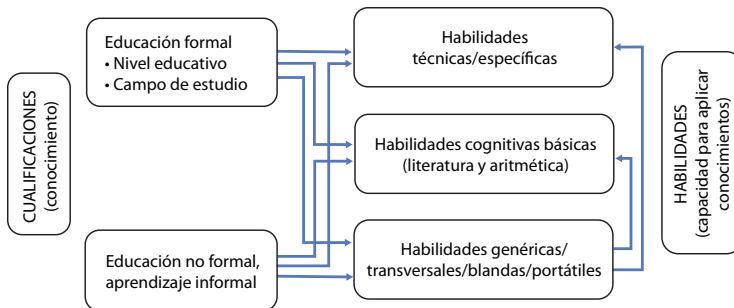 CUALIFICACIONES
(conocimiento)
Educación formal
• Nivel educativo
• Campo de estudio
Educación no formal,
aprendizaje informal
Habilidades
técnicas/específicas
Habilidades cognitivas básicas
(literatura y aritmética)
Habilidades genéricas/
transversales/blandas/portátiles
HABILIDADES
(capacidad para aplicar
conocimientos)